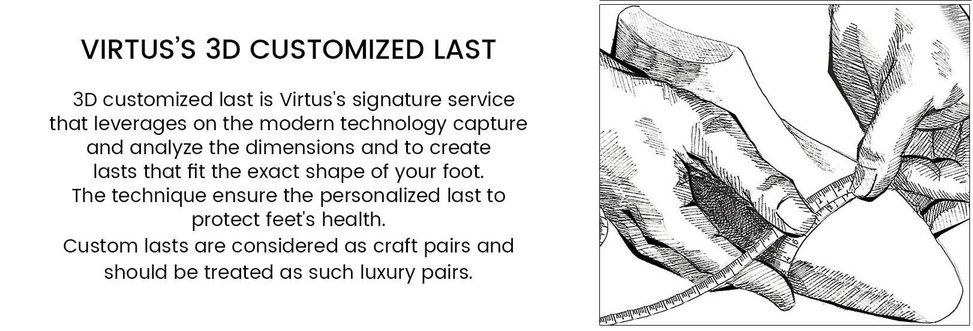 VIRTUS'S 3D CUSTOMIZED LAST
3D customized last is Virtus's signature service
that leverages on the modern technology capture
and analyze the dimensions and to create
lasts that fit the exact shape of your foot.
The technique ensure the personalized last to
protect feet's health.
Custom lasts are considered as craft pairs and
should be treated as such luxury pairs.